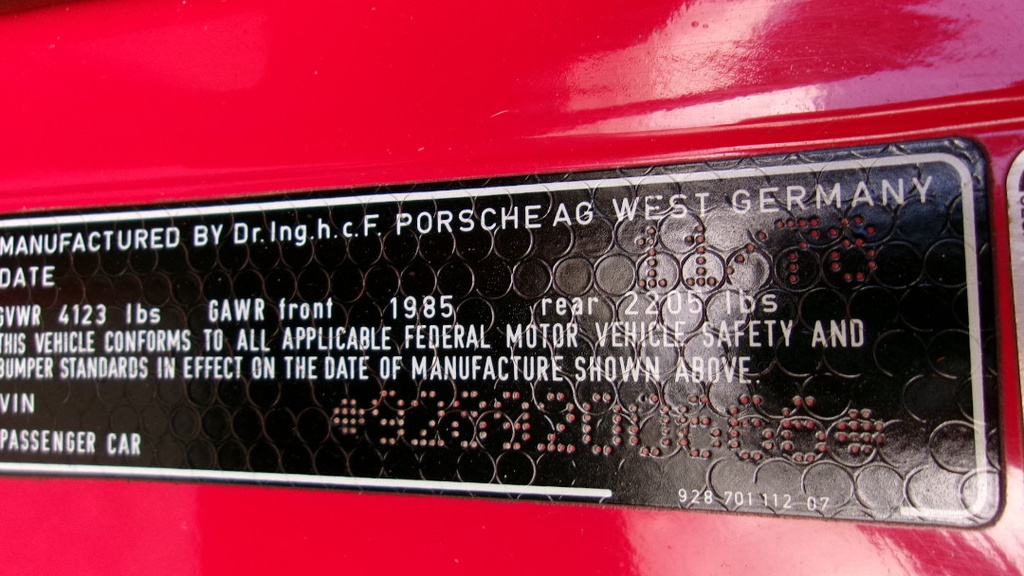 MANUFACTURED BY Dr.Ing.h.c.F. PORSCHE AG WEST GERMANY
DATE 11/78
GVWR 4123 lbs GAWR front 1985 rear 2205 lbs
THIS VEHICLE CONFORMS TO ALL APPLICABLE FEDERAL MOTOR VEHICLE SAFETY AND
BUMPER STANDARDS IN EFFECT ON THE DATE OF MANUFACTURE SHOWN ABOVE.
VIN
PASSENGER CAR
928 701 112 07